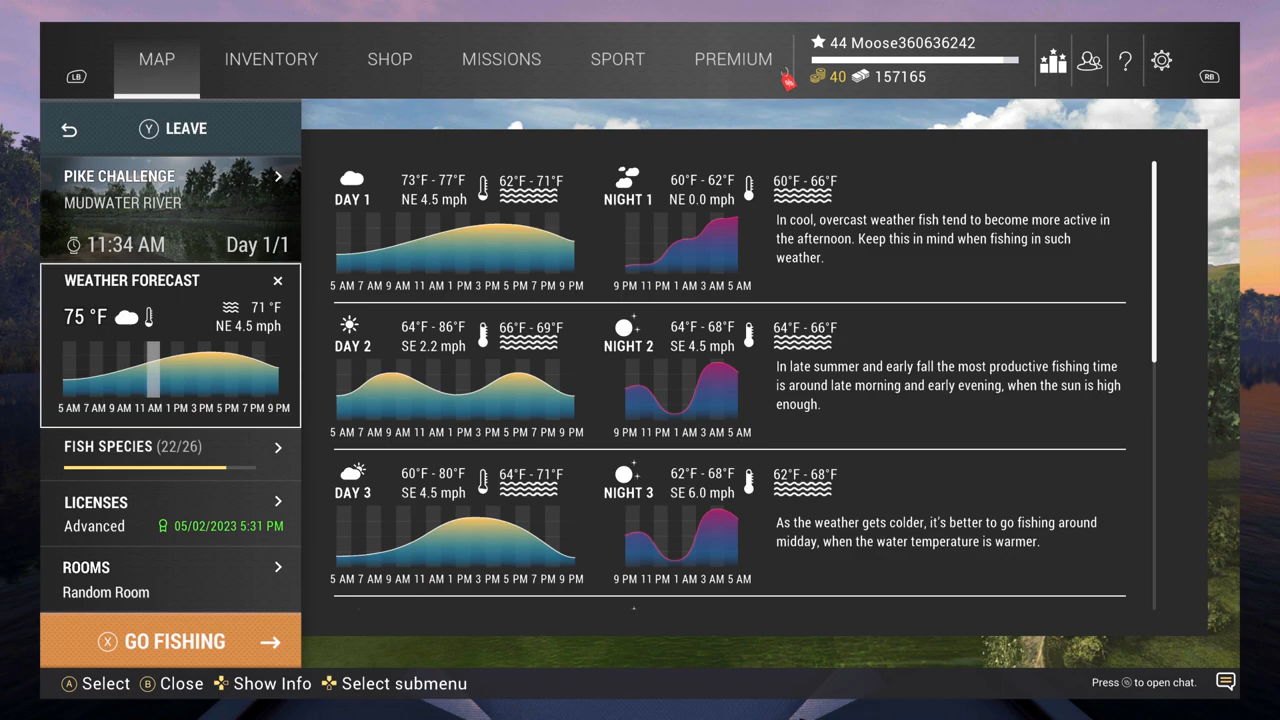 LB
MAP
INVENTORY
SHOP
MISSIONS
SPORT
PREMIUM
44 Moose360636242
40 157165
?
RB
Y LEAVE
PIKE CHALLENGE
MUDWATER RIVER
11:34 AM Day 1/1
WEATHER FORECAST
75 °F 71 °F
NE 4.5 mph
5 AM 7 AM 9 AM 11 AM 1 PM 3 PM 5 PM 7 PM 9 PM
FISH SPECIES (22/26)
LICENSES
Advanced 05/02/2023 5:31 PM
ROOMS
Random Room
X GO FISHING
DAY 1
73°F - 77°F
NE 4.5 mph
62°F - 71°F
5 AM 7 AM 9 AM 11 AM 1 PM 3 PM 5 PM 7 PM 9 PM
NIGHT 1
60°F - 62°F
NE 0.0 mph
60°F - 66°F
9 PM 11 PM 1 AM 3 AM 5 AM
In cool, overcast weather fish tend to become more active in
the afternoon. Keep this in mind when fishing in such
weather.
DAY 2
64°F - 86°F
SE 2.2 mph
66°F - 69°F
5 AM 7 AM 9 AM 11 AM 1 PM 3 PM 5 PM 7 PM 9 PM
NIGHT 2
64°F - 68°F
SE 4.5 mph
64°F - 66°F
9 PM 11 PM 1 AM 3 AM 5 AM
In late summer and early fall the most productive fishing time
is around late morning and early evening, when the sun is high
enough.
DAY 3
60°F - 80°F
SE 4.5 mph
64°F - 71°F
5 AM 7 AM 9 AM 11 AM 1 PM 3 PM 5 PM 7 PM 9 PM
NIGHT 3
62°F - 68°F
SE 6.0 mph
62°F - 68°F
9 PM 11 PM 1 AM 3 AM 5 AM
As the weather gets colder, it's better to go fishing around
midday, when the water temperature is warmer.
A Select B Close Show Info Select submenu
Press to open chat.